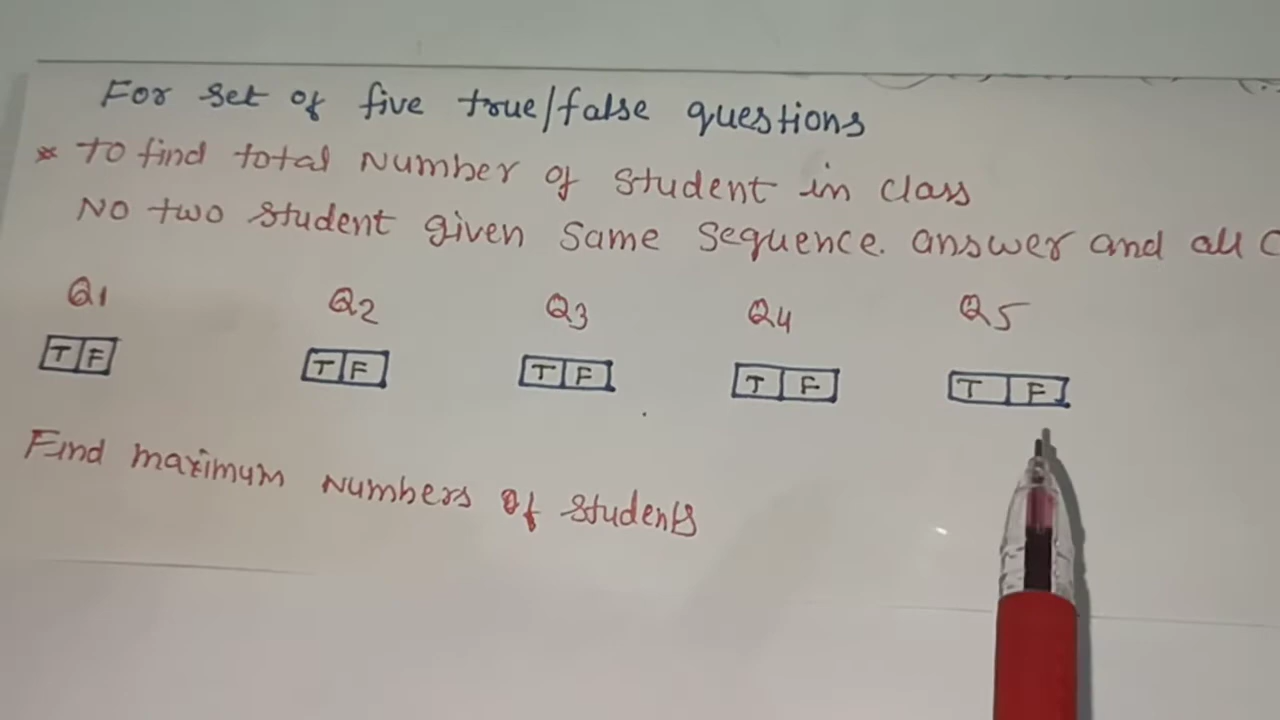 For set of five true/false questions
* To find total Number of student in class
No two student given same sequence. answer and all
Q1 Q2 Q3 Q4 Q5
T F T F T F T F T F
Find maximum numbers of students